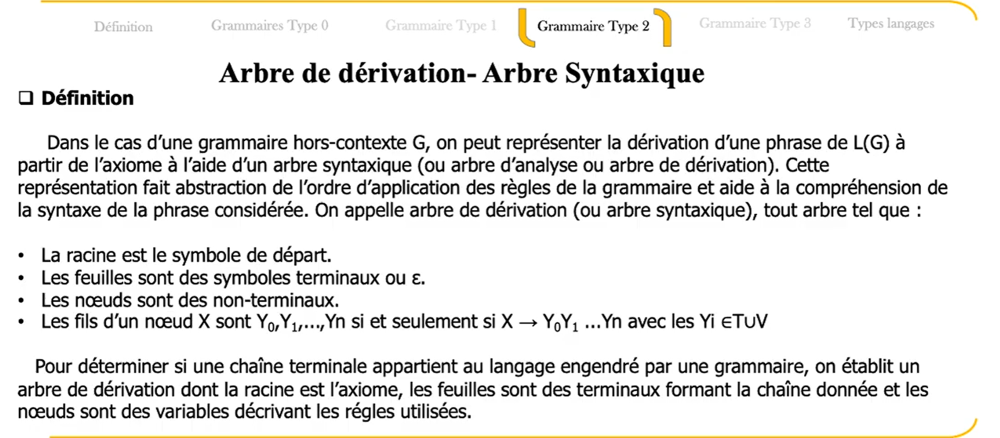 Définition Grammaires Type 0 Grammaire Type 1 Grammaire Type 2 Grammaire Type 3 Types langages
Arbre de dérivation- Arbre Syntaxique
❑ Définition
Dans le cas d’une grammaire hors-contexte G, on peut représenter la dérivation d’une phrase de L(G) à
partir de l’axiome à l’aide d’un arbre syntaxique (ou arbre d’analyse ou arbre de dérivation). Cette
représentation fait abstraction de l’ordre d’application des règles de la grammaire et aide à la compréhension de
la syntaxe de la phrase considérée. On appelle arbre de dérivation (ou arbre syntaxique), tout arbre tel que :
• La racine est le symbole de départ.
• Les feuilles sont des symboles terminaux ou ε.
• Les nœuds sont des non-terminaux.
• Les fils d’un nœud X sont Y₀,Y₁,...,Yn si et seulement si X → Y₀Y₁ ...Yn avec les Yi ∈T∪V
Pour déterminer si une chaîne terminale appartient au langage engendré par une grammaire, on établit un
arbre de dérivation dont la racine est l’axiome, les feuilles sont des terminaux formant la chaîne donnée et les
nœuds sont des variables décrivant les régles utilisées.